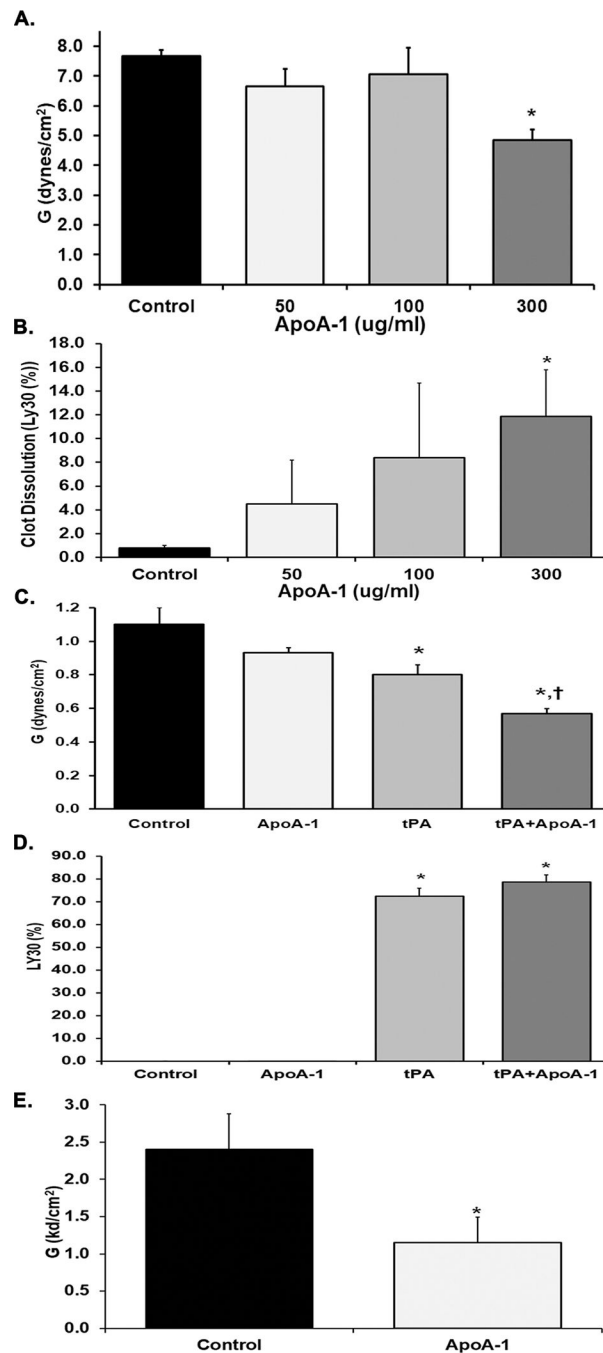 A.
G (dynes/cm²)
8.0
7.0
6.0
5.0
4.0
3.0
2.0
1.0
0.0
*
Control 50 100 300
ApoA-1 (ug/ml)
B.
Clot Dissolution (Ly30 (%))
18.0
16.0
14.0
12.0
10.0
8.0
6.0
4.0
2.0
0.0
*
Control 50 100 300
ApoA-1 (ug/ml)
C.
G (dynes/cm²)
1.2
1.0
0.8
0.6
0.4
0.2
0.0
*
*,†
Control ApoA-1 tPA tPA+ApoA-1
D.
LY30 (%)
90.0
80.0
70.0
60.0
50.0
40.0
30.0
20.0
10.0
0.0
*
*
Control ApoA-1 tPA tPA+ApoA-1
E.
G (kd/cm²)
3.0
2.5
2.0
1.5
1.0
0.5
0.0
*
Control ApoA-1